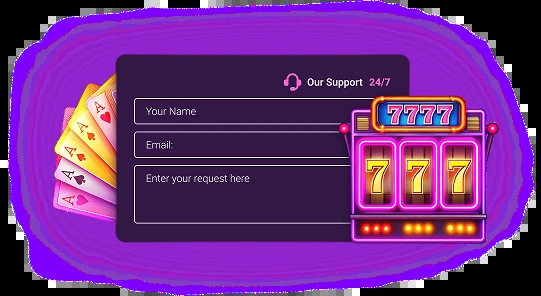 Our Support 24/7
Your Name
Email:
Enter your request here
7777
7 7 7
A
A
A
A